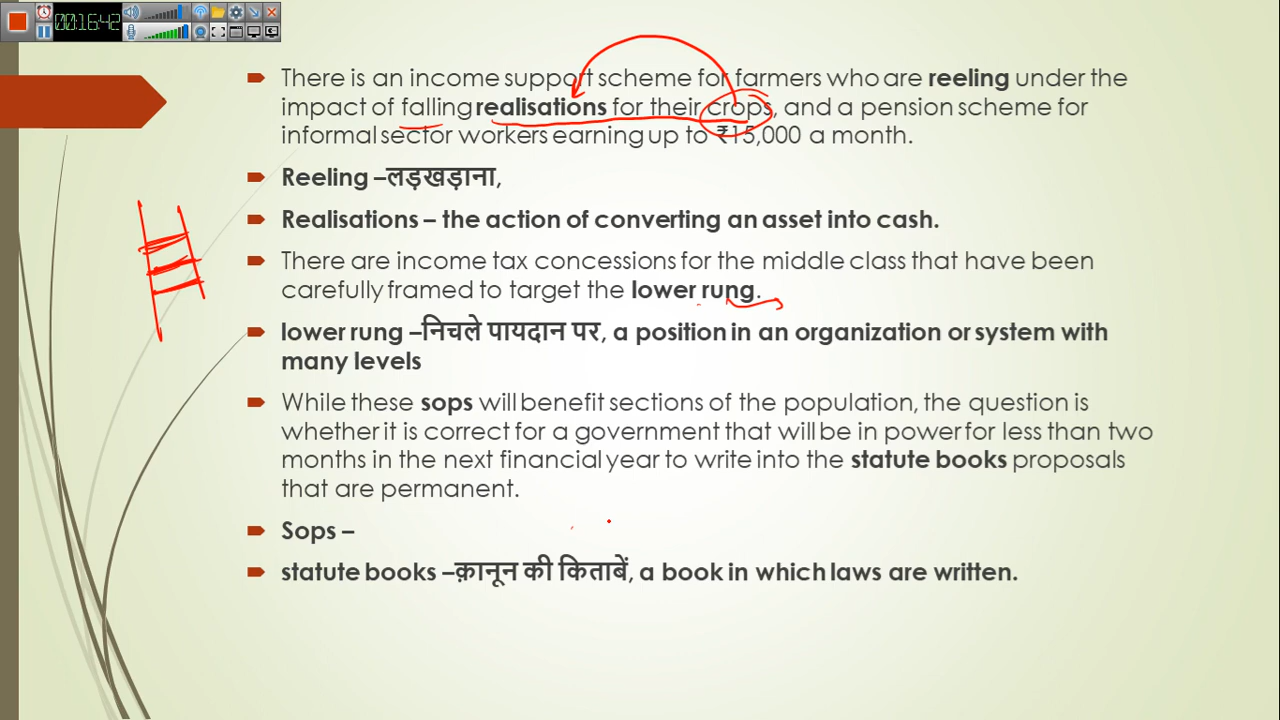 00:16:42
There is an income support scheme for farmers who are reeling under the
impact of falling realisations for their crops, and a pension scheme for
informal sector workers earning up to ₹15,000 a month.
Reeling –लड़खड़ाना,
Realisations – the action of converting an asset into cash.
There are income tax concessions for the middle class that have been
carefully framed to target the lower rung.
lower rung –निचले पायदान पर, a position in an organization or system with
many levels
While these sops will benefit sections of the population, the question is
whether it is correct for a government that will be in power for less than two
months in the next financial year to write into the statute books proposals
that are permanent.
Sops –
statute books –क़ानून की किताबें, a book in which laws are written.